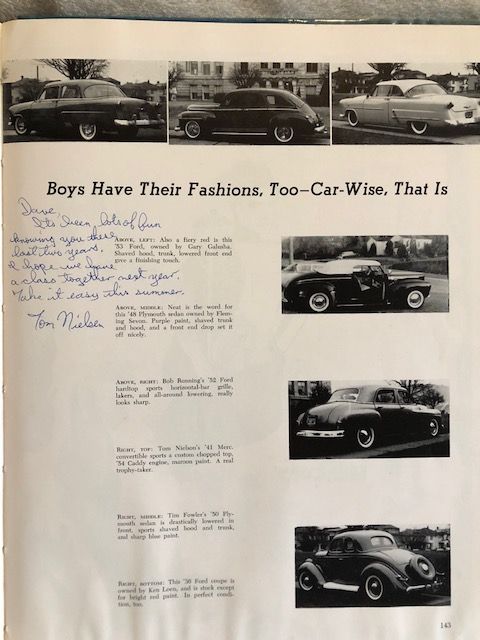 Boys Have Their Fashions, Too—Car-Wise, That Is
Dave,
It's been lots of fun
knowing you these
last two years.
I hope we have
a class together next year.
Take it easy this summer.
Tom Nielsen
Above, left: Also a fiery red is this
'53 Ford, owned by Gary Galusha.
Shaved hood, trunk, lowered front end
give a finishing touch.
Above, middle: Neat is the word for
this '48 Plymouth sedan owned by Flem-
ing Sevon. Purple paint, shaved trunk
and hood, and a front end drop set it
off nicely.
Above, right: Bob Running's '52 Ford
hardtop sports horizontal-bar grille,
lakers, and all-around lowering, really
looks sharp.
Right, top: Tom Nielson's '41 Merc.
convertible sports a custom chopped top,
'54 Caddy engine, maroon paint. A real
trophy-taker.
Right, middle: Tim Fowler's '50 Ply-
mouth sedan is drastically lowered in
front, sports shaved hood and trunk,
and sharp blue paint.
Right, bottom: This '36 Ford coupe is
owned by Ken Loen, and is stock except
for bright red paint. In perfect condi-
tion, too.
143